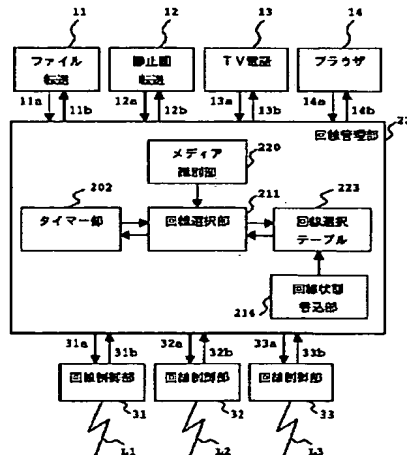 11 12 13 14
ファイル 転送
静止画 転送
TV電話
ブラウザ
11a 11b 12a 12b 13a 13b 14a 14b
回線管理部
メディア 識別部
220
202 211 223
タイマー部
回線選択部
回線選択 テーブル
回線状態 書込部
214
31a 31b 32a 32b 33a 33b
回線制御部 回線制御部 回線制御部
31 32 33
L1 L2 L3